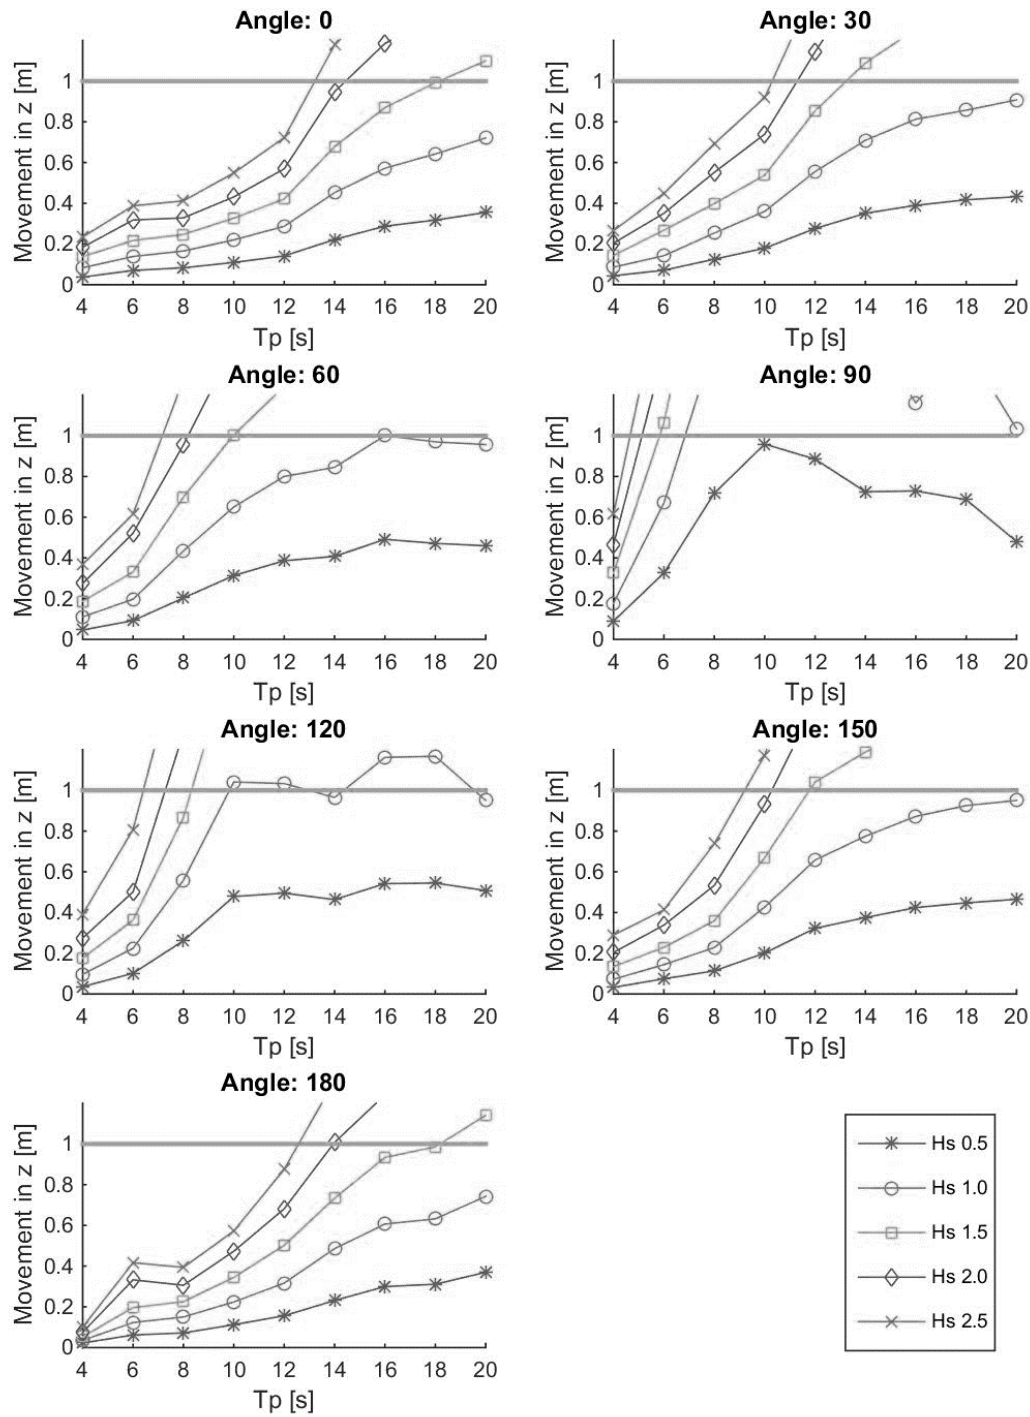 Angle: 0
Movement in z [m]
1
0.8
0.6
0.4
0.2
0
4 6 8 10 12 14 16 18 20
Tp [s]
Angle: 30
Movement in z [m]
1
0.8
0.6
0.4
0.2
0
4 6 8 10 12 14 16 18 20
Tp [s]
Angle: 60
Movement in z [m]
1
0.8
0.6
0.4
0.2
0
4 6 8 10 12 14 16 18 20
Tp [s]
Angle: 90
Movement in z [m]
1
0.8
0.6
0.4
0.2
0
4 6 8 10 12 14 16 18 20
Tp [s]
Angle: 120
Movement in z [m]
1
0.8
0.6
0.4
0.2
0
4 6 8 10 12 14 16 18 20
Tp [s]
Angle: 150
Movement in z [m]
1
0.8
0.6
0.4
0.2
0
4 6 8 10 12 14 16 18 20
Tp [s]
Angle: 180
Movement in z [m]
1
0.8
0.6
0.4
0.2
0
4 6 8 10 12 14 16 18 20
Tp [s]
Hs 0.5
Hs 1.0
Hs 1.5
Hs 2.0
Hs 2.5